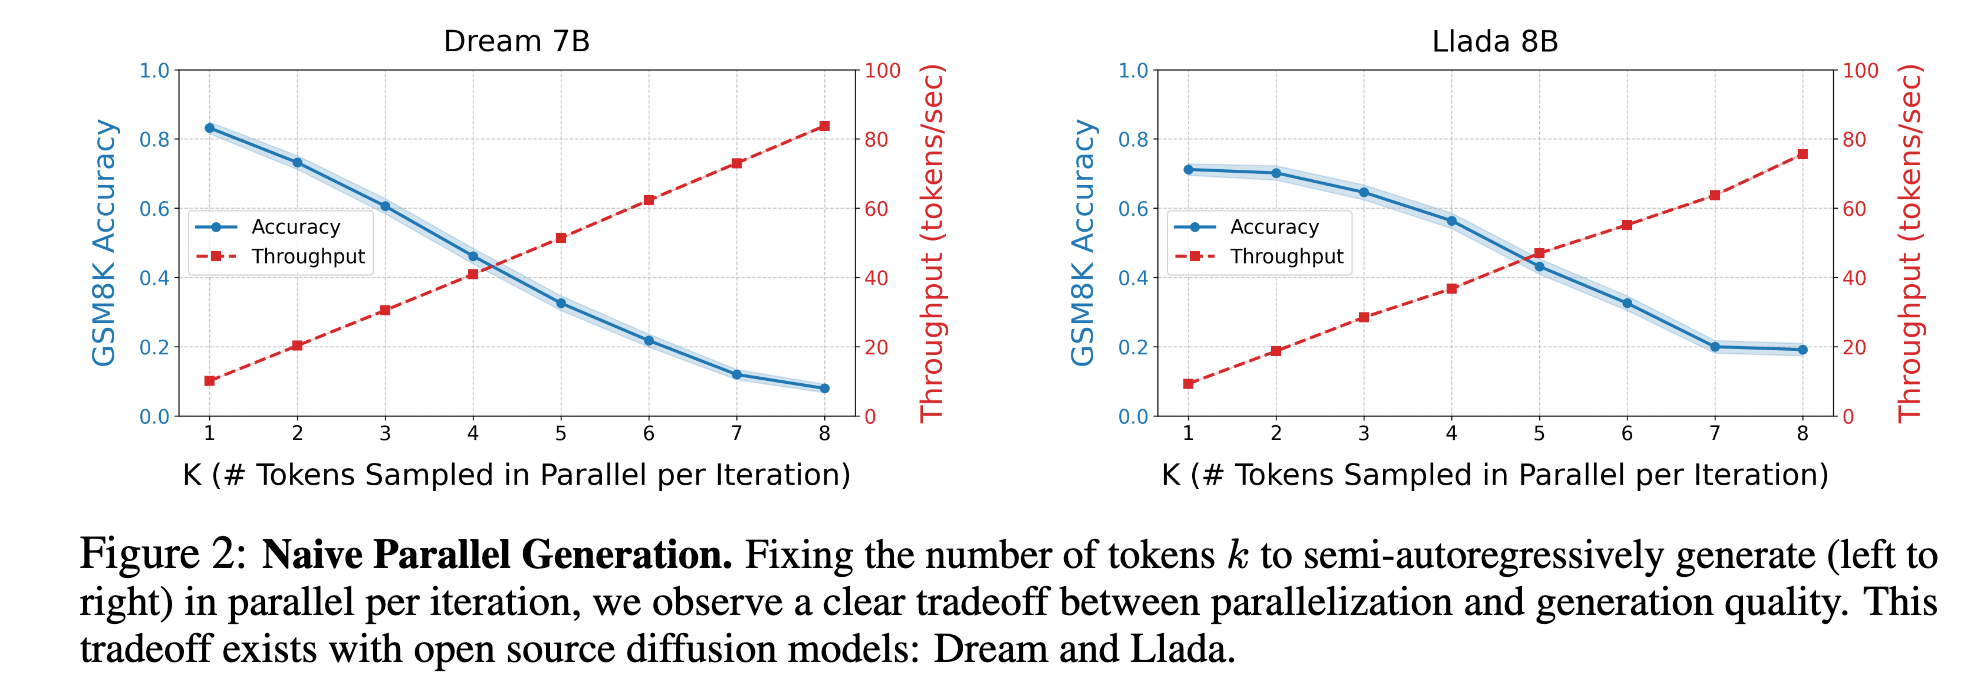 Dream 7B
1.0
0.8
0.6
0.4
0.2
0.0
GSM8K Accuracy
100
80
60
40
20
0
Throughput (tokens/sec)
Accuracy
Throughput
1 2 3 4 5 6 7 8
K (# Tokens Sampled in Parallel per Iteration)
Llada 8B
1.0
0.8
0.6
0.4
0.2
0.0
GSM8K Accuracy
100
80
60
40
20
0
Throughput (tokens/sec)
Accuracy
Throughput
1 2 3 4 5 6 7 8
K (# Tokens Sampled in Parallel per Iteration)
Figure 2: Naive Parallel Generation. Fixing the number of tokens k to semi-autoregressively generate (left to
right) in parallel per iteration, we observe a clear tradeoff between parallelization and generation quality. This
tradeoff exists with open source diffusion models: Dream and Llada.